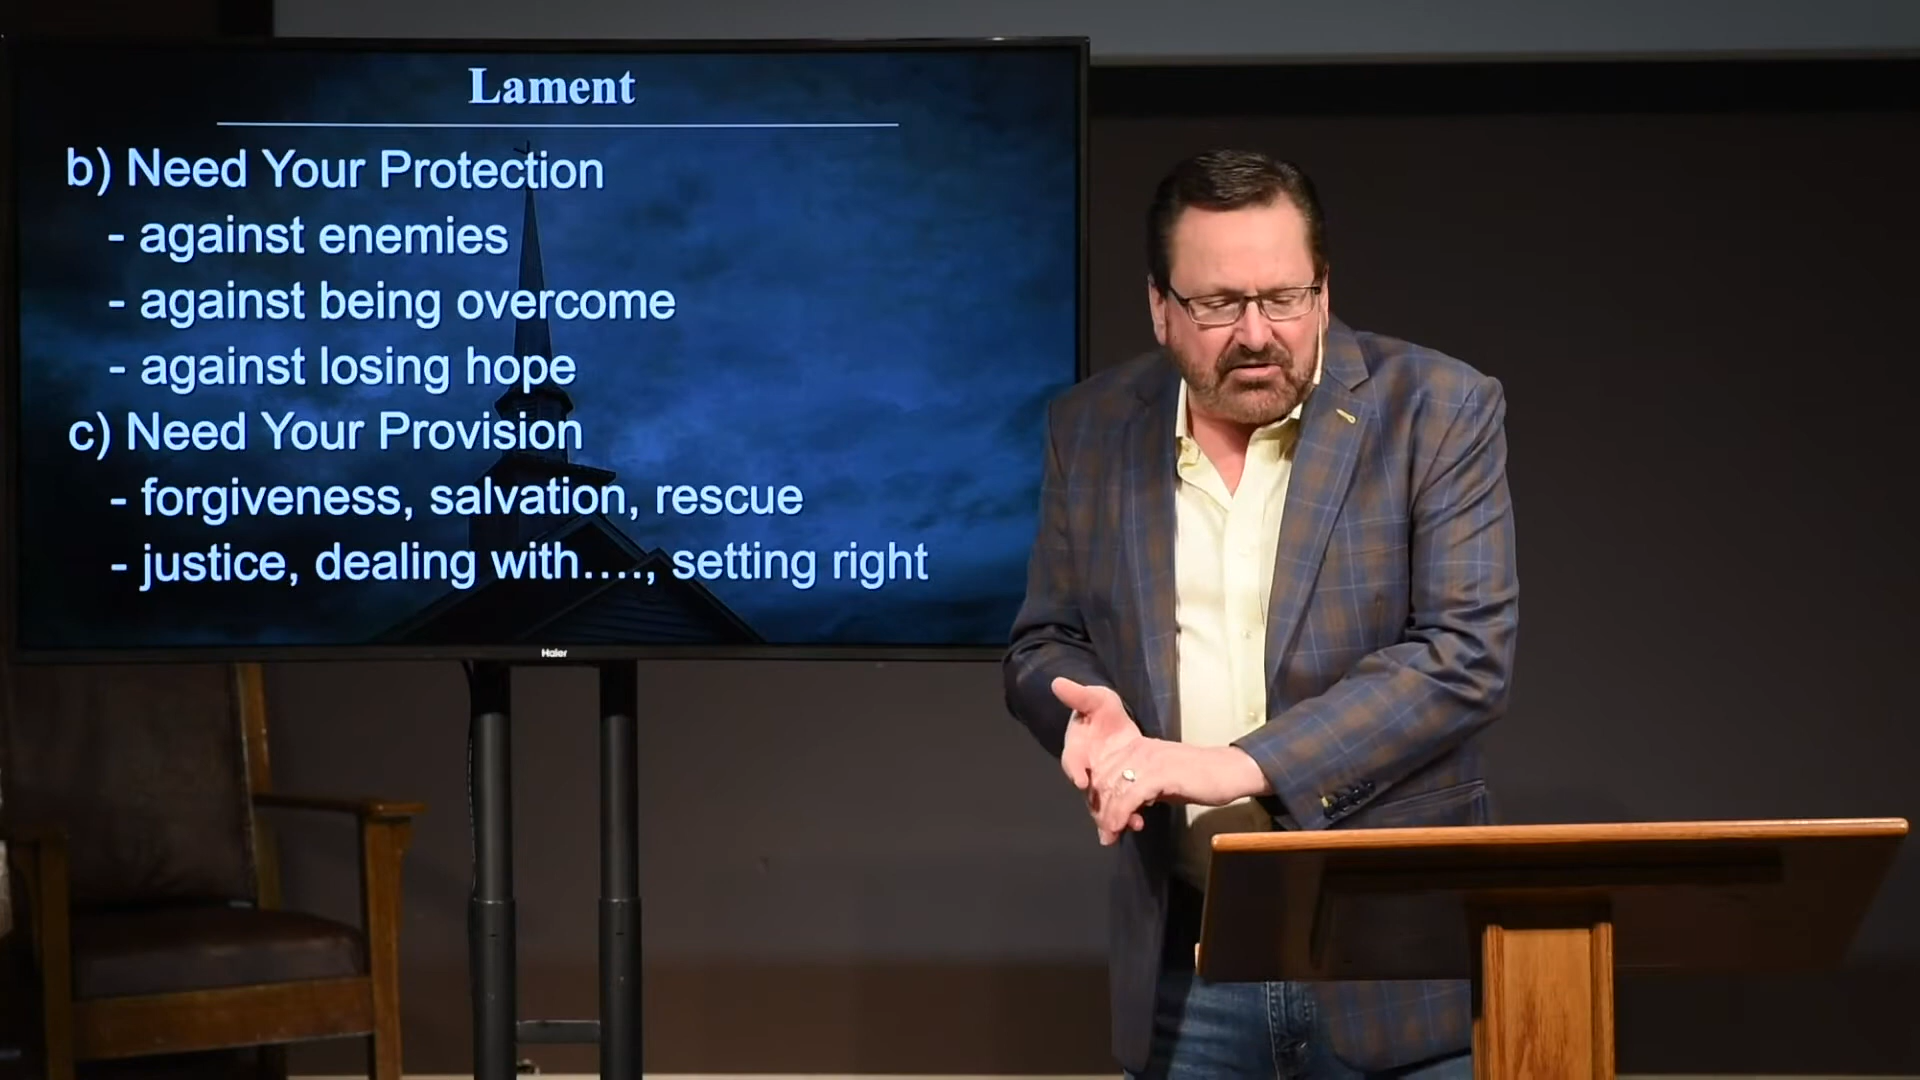 Lament
b) Need Your Protection
- against enemies
- against being overcome
- against losing hope
c) Need Your Provision
- forgiveness, salvation, rescue
- justice, dealing with...., setting right
Haier